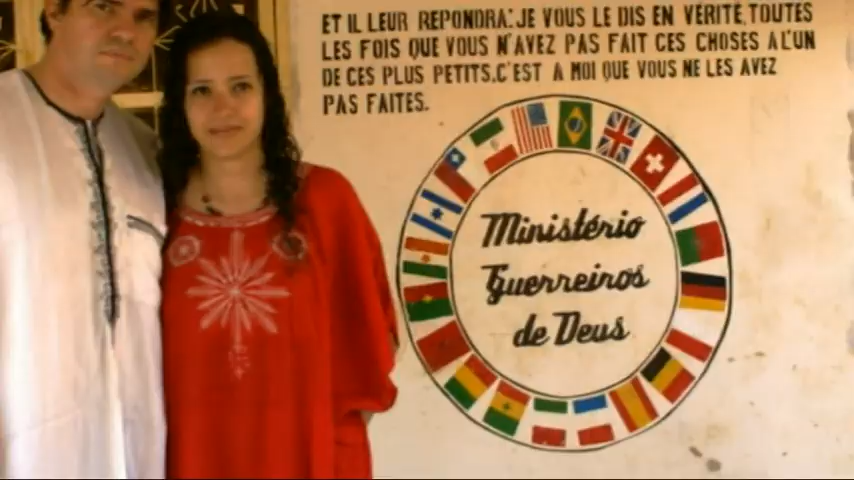 ET IL LEUR REPONDRA: JE VOUS LE DIS EN VÉRITÉ, TOUTES
LES FOIS QUE VOUS N'AVEZ PAS FAIT CES CHOSES A L'UN
DE CES PLUS PETITS, C'EST A MOI QUE VOUS NE LES AVEZ
PAS FAITES.
Ministério
Guerreiros
de Deus